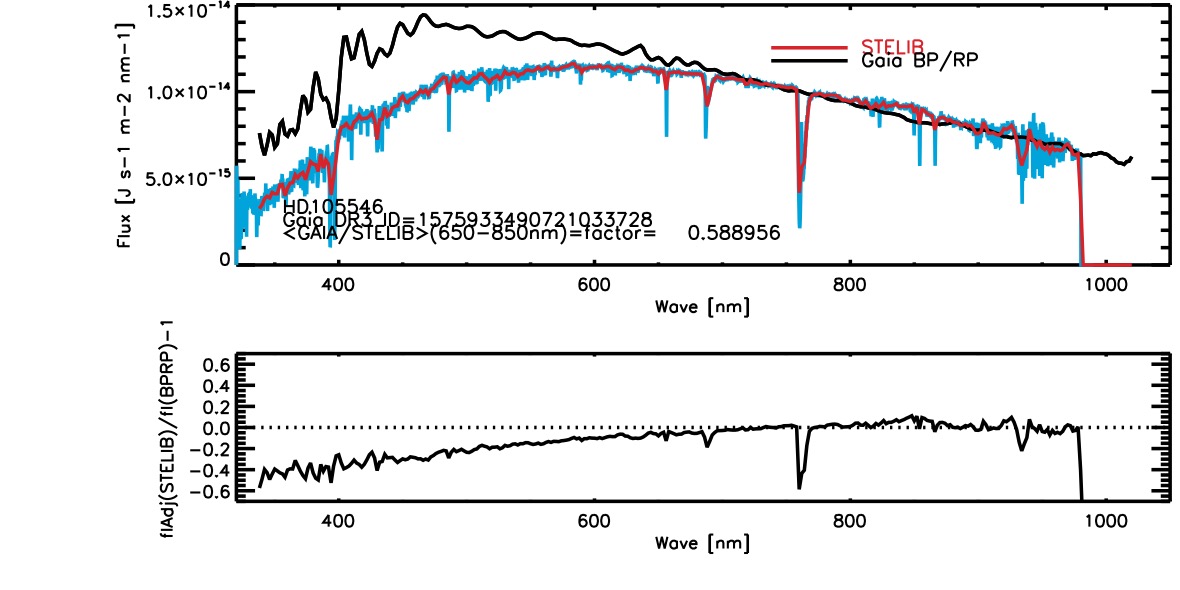 1.5×10−14
1.0×10−14
5.0×10−15
0
Flux [J s−1 m−2 nm−1]
STELIB
Gaia BP/RP
HD.105546
Gaia DR3 ID=1575933490721033728
<GAIA/STELIB>(650−850nm)=factor= 0.588956
400 600 800 1000
Wave [nm]
0.6
0.4
0.2
0.0
−0.2
−0.4
−0.6
flAdj(STELIB)/fl(BPRP)−1
400 600 800 1000
Wave [nm]